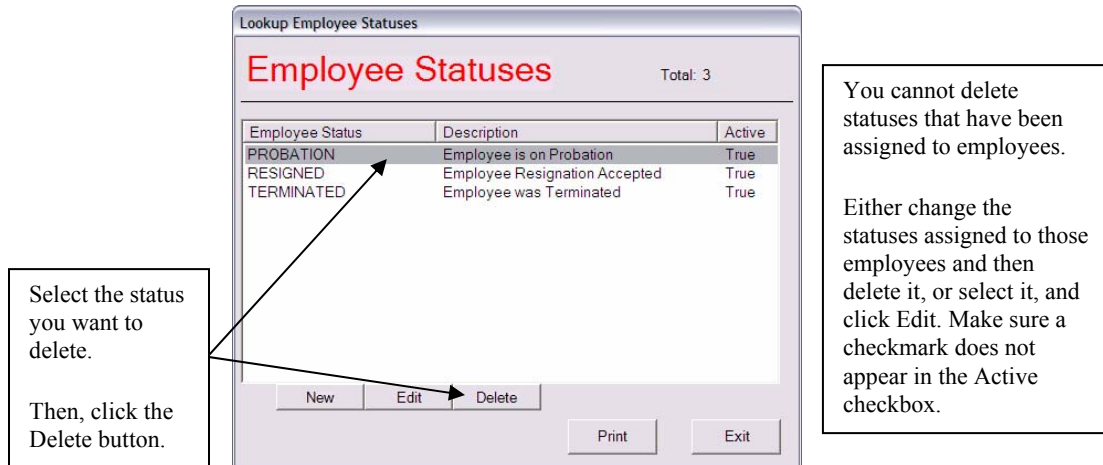 Lookup Employee Statuses
Employee Statuses
Total: 3
Employee Status Description Active
PROBATION Employee is on Probation True
RESIGNED Employee Resignation Accepted True
TERMINATED Employee was Terminated True
New Edit Delete
Print Exit
Select the status
you want to
delete.
Then, click the
Delete button.
You cannot delete
statuses that have been
assigned to employees.
Either change the
statuses assigned to those
employees and then
delete it, or select it, and
click Edit. Make sure a
checkmark does not
appear in the Active
checkbox.